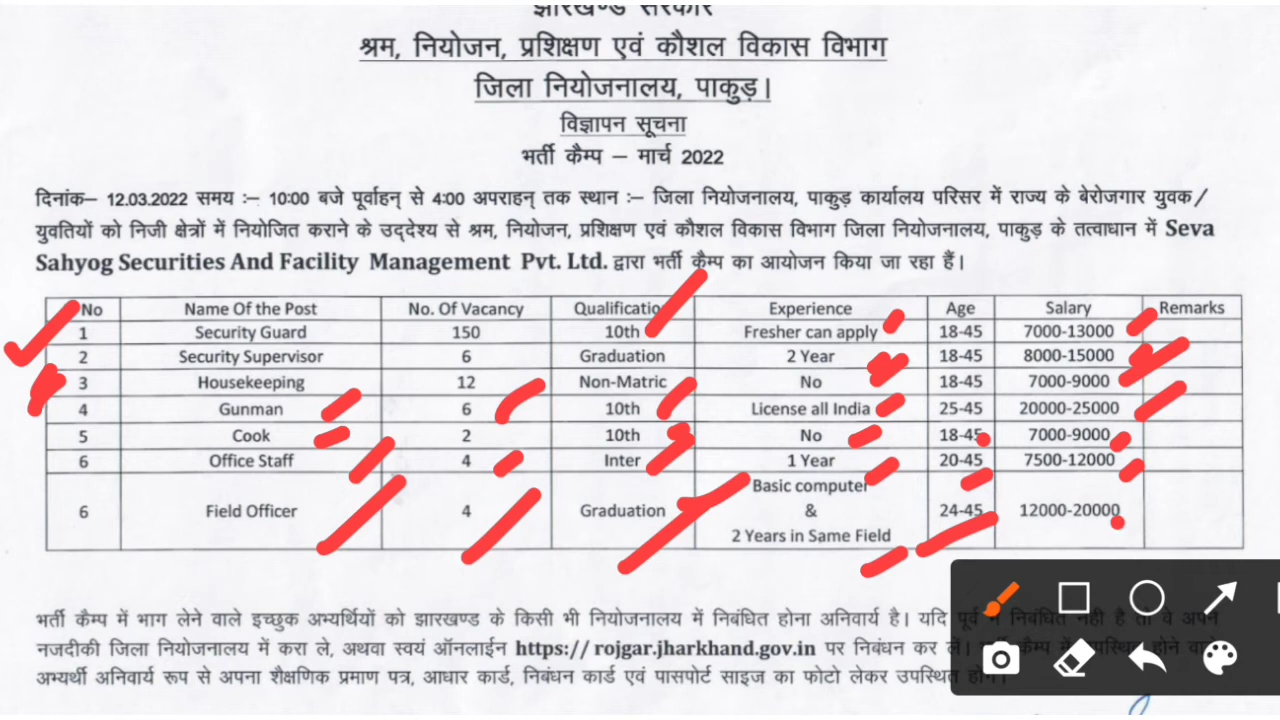 झारखण्ड सरकार
श्रम, नियोजन, प्रशिक्षण एवं कौशल विकास विभाग
जिला नियोजनालय, पाकुड़।
विज्ञापन सूचना
भर्ती कैम्प – मार्च 2022
दिनांक– 12.03.2022 समय :– 10:00 बजे पूर्वाहन् से 4:00 अपराहन् तक स्थान :– जिला नियोजनालय, पाकुड़ कार्यालय परिसर में राज्य के बेरोजगार युवक/
युवतियों को निजी क्षेत्रों में नियोजित कराने के उद्देश्य से श्रम, नियोजन, प्रशिक्षण एवं कौशल विकास विभाग जिला नियोजनालय, पाकुड़ के तत्वाधान में Seva
Sahyog Securities And Facility Management Pvt. Ltd. द्वारा भर्ती कैम्प का आयोजन किया जा रहा हैं।
No Name Of the Post No. Of Vacancy Qualification Experience Age Salary Remarks
1 Security Guard 150 10th Fresher can apply 18-45 7000-13000
2 Security Supervisor 6 Graduation 2 Year 18-45 8000-15000
3 Housekeeping 12 Non-Matric No 18-45 7000-9000
4 Gunman 6 10th License all India 25-45 20000-25000
5 Cook 2 10th No 18-45 7000-9000
6 Office Staff 4 Inter 1 Year 20-45 7500-12000
6 Field Officer 4 Graduation Basic computer & 2 Years in Same Field 24-45 12000-20000
भर्ती कैम्प में भाग लेने वाले इच्छुक अभ्यर्थियों को झारखण्ड के किसी भी नियोजनालय में निबंधित होना अनिवार्य है। यदि पूर्व निबंधित नही है तो वे अपने
नजदीकी जिला नियोजनालय में करा ले, अथवा स्वयं ऑनलाईन https:// rojgar.jharkhand.gov.in पर निबंधन कर लें। कैम्प में उपस्थित होने वाले
अभ्यर्थी अनिवार्य रूप से अपना शैक्षणिक प्रमाण पत्र, आधार कार्ड, निबंधन कार्ड एवं पासपोर्ट साइज का फोटो लेकर उपस्थित होंगे।